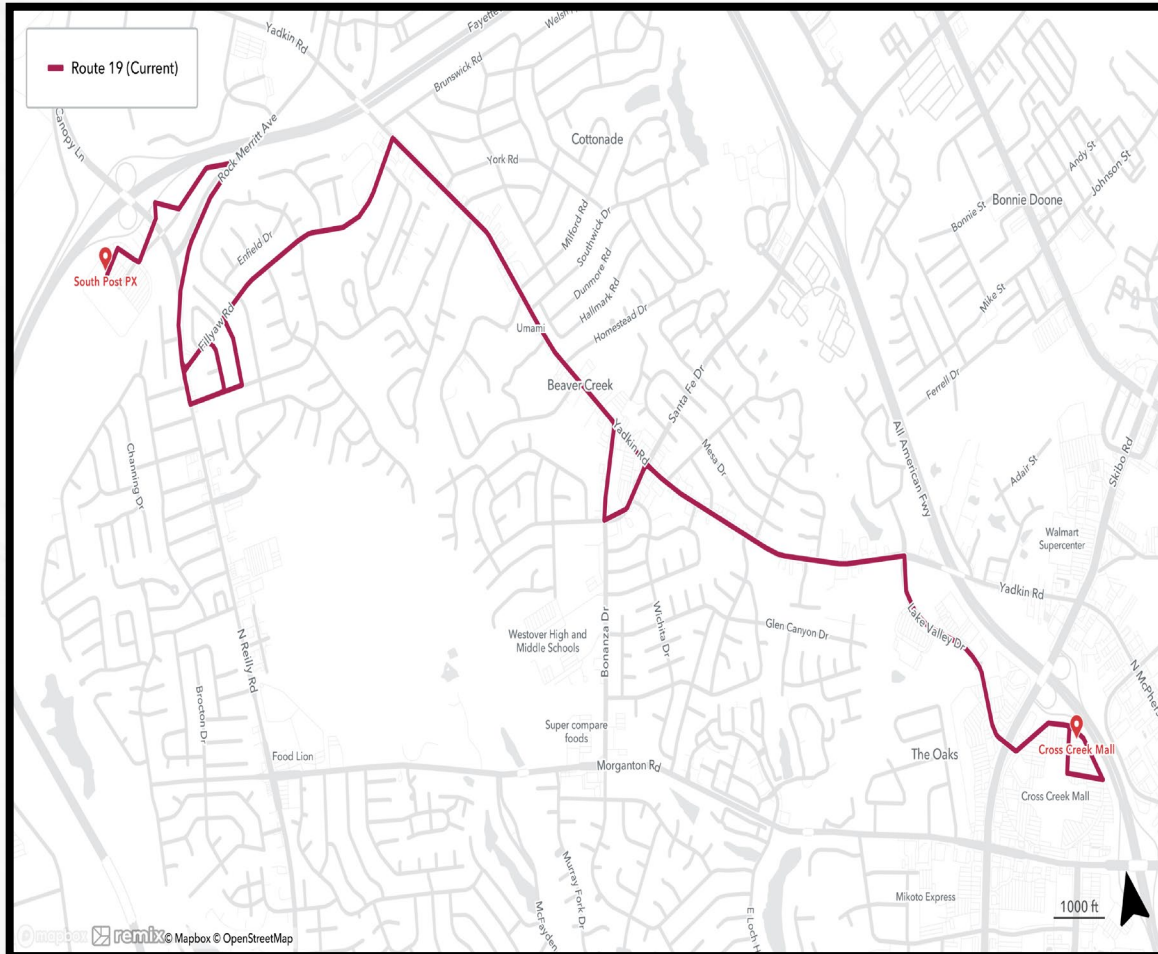 Route 19 (Current)
Yadkin Rd
Fayette
Welsh
Brunswick Rd
Canopy Ln
Rock Merritt Ave
Cottonade
York Rd
Andy St
Johnson St
Bonnie Doone
Bonnie St
Milford Rd
Southwick Dr
Enfield Dr
Dunmore Rd
South Post PX
Hallmark Rd
Mike St
Homestead Dr
Fillyaw Rd
Umami
Beaver Creek
Santa Fe Dr
Ferrell Dr
Yadkin Rd
Mesa Dr
All American Fwy
Skibo Rd
Adair St
Channing Dr
Walmart
Supercenter
Yadkin Rd
Lake Valley Dr
Glen Canyon Dr
Wichita Dr
Westover High and
Middle Schools
Bonanza Dr
N Reilly Rd
N McPhers
Brocton Dr
Super compare
foods
Food Lion
Morganton Rd
The Oaks
Cross Creek Mall
Cross Creek Mall
Mikoto Express
1000 ft
Murray Fork Dr
McFayden
E Loch H
mapbox remix © Mapbox © OpenStreetMap